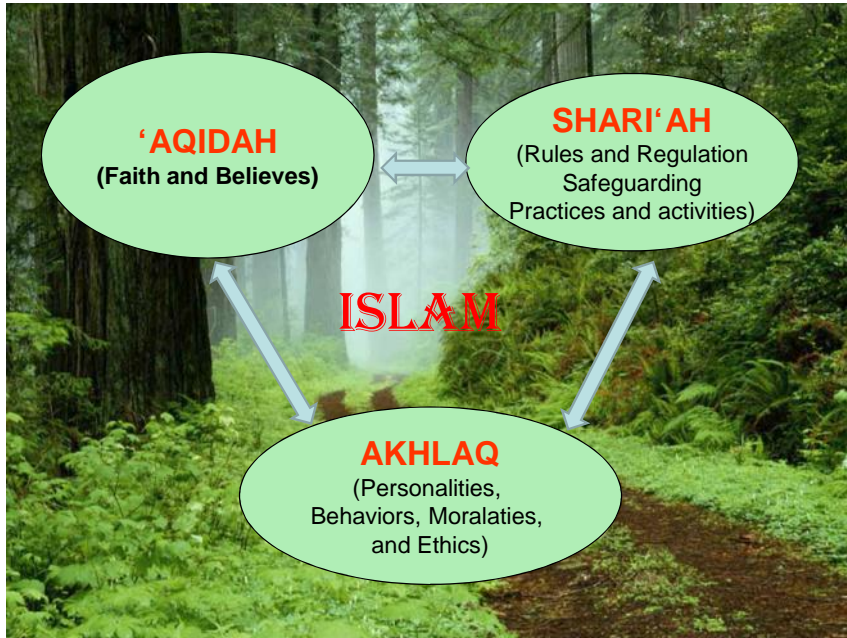 ‘AQIDAH
(Faith and Believes)
SHARI‘AH
(Rules and Regulation
Safeguarding
Practices and activities)
ISLAM
AKHLAQ
(Personalities,
Behaviors, Moralaties,
and Ethics)